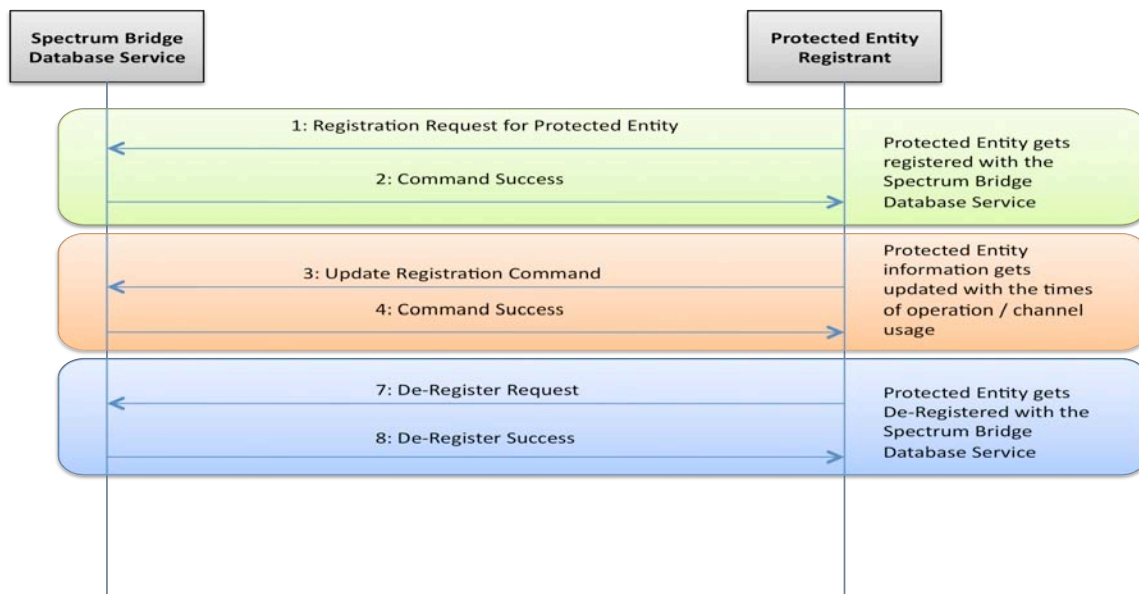 Spectrum Bridge
Database Service
Protected Entity
Registrant
1: Registration Request for Protected Entity
2: Command Success
Protected Entity gets
registered with the
Spectrum Bridge
Database Service
3: Update Registration Command
4: Command Success
Protected Entity
information gets
updated with the times
of operation / channel
usage
7: De-Register Request
8: De-Register Success
Protected Entity gets
De-Registered with the
Spectrum Bridge
Database Service